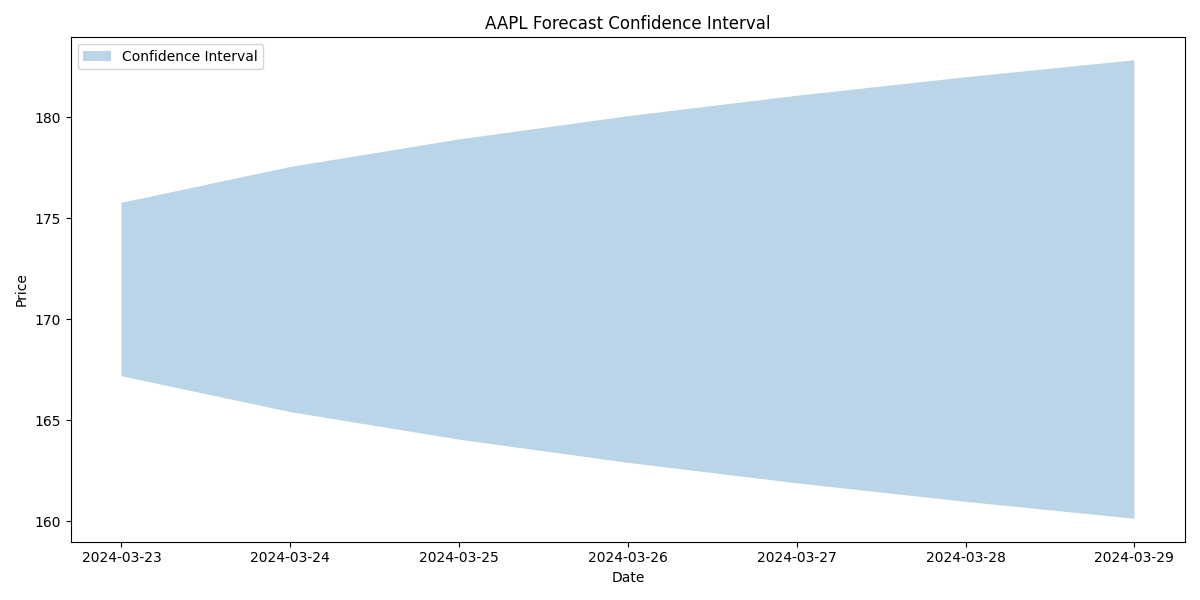 AAPL Forecast Confidence Interval
Confidence Interval
Price
180
175
170
165
160
2024-03-23 2024-03-24 2024-03-25 2024-03-26 2024-03-27 2024-03-28 2024-03-29
Date